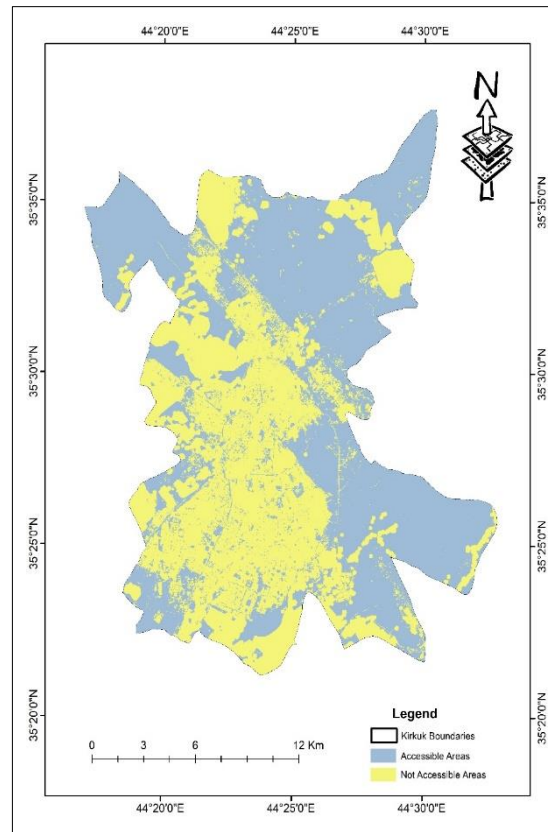 44°20'0"E 44°25'0"E 44°30'0"E
N
35°35'0"N 35°35'0"N
35°30'0"N 35°30'0"N
35°25'0"N 35°25'0"N
35°20'0"N 35°20'0"N
Legend
Kirkuk Boundaries
Accessible Areas
Not Accessible Areas
0 3 6 12 Km
44°20'0"E 44°25'0"E 44°30'0"E